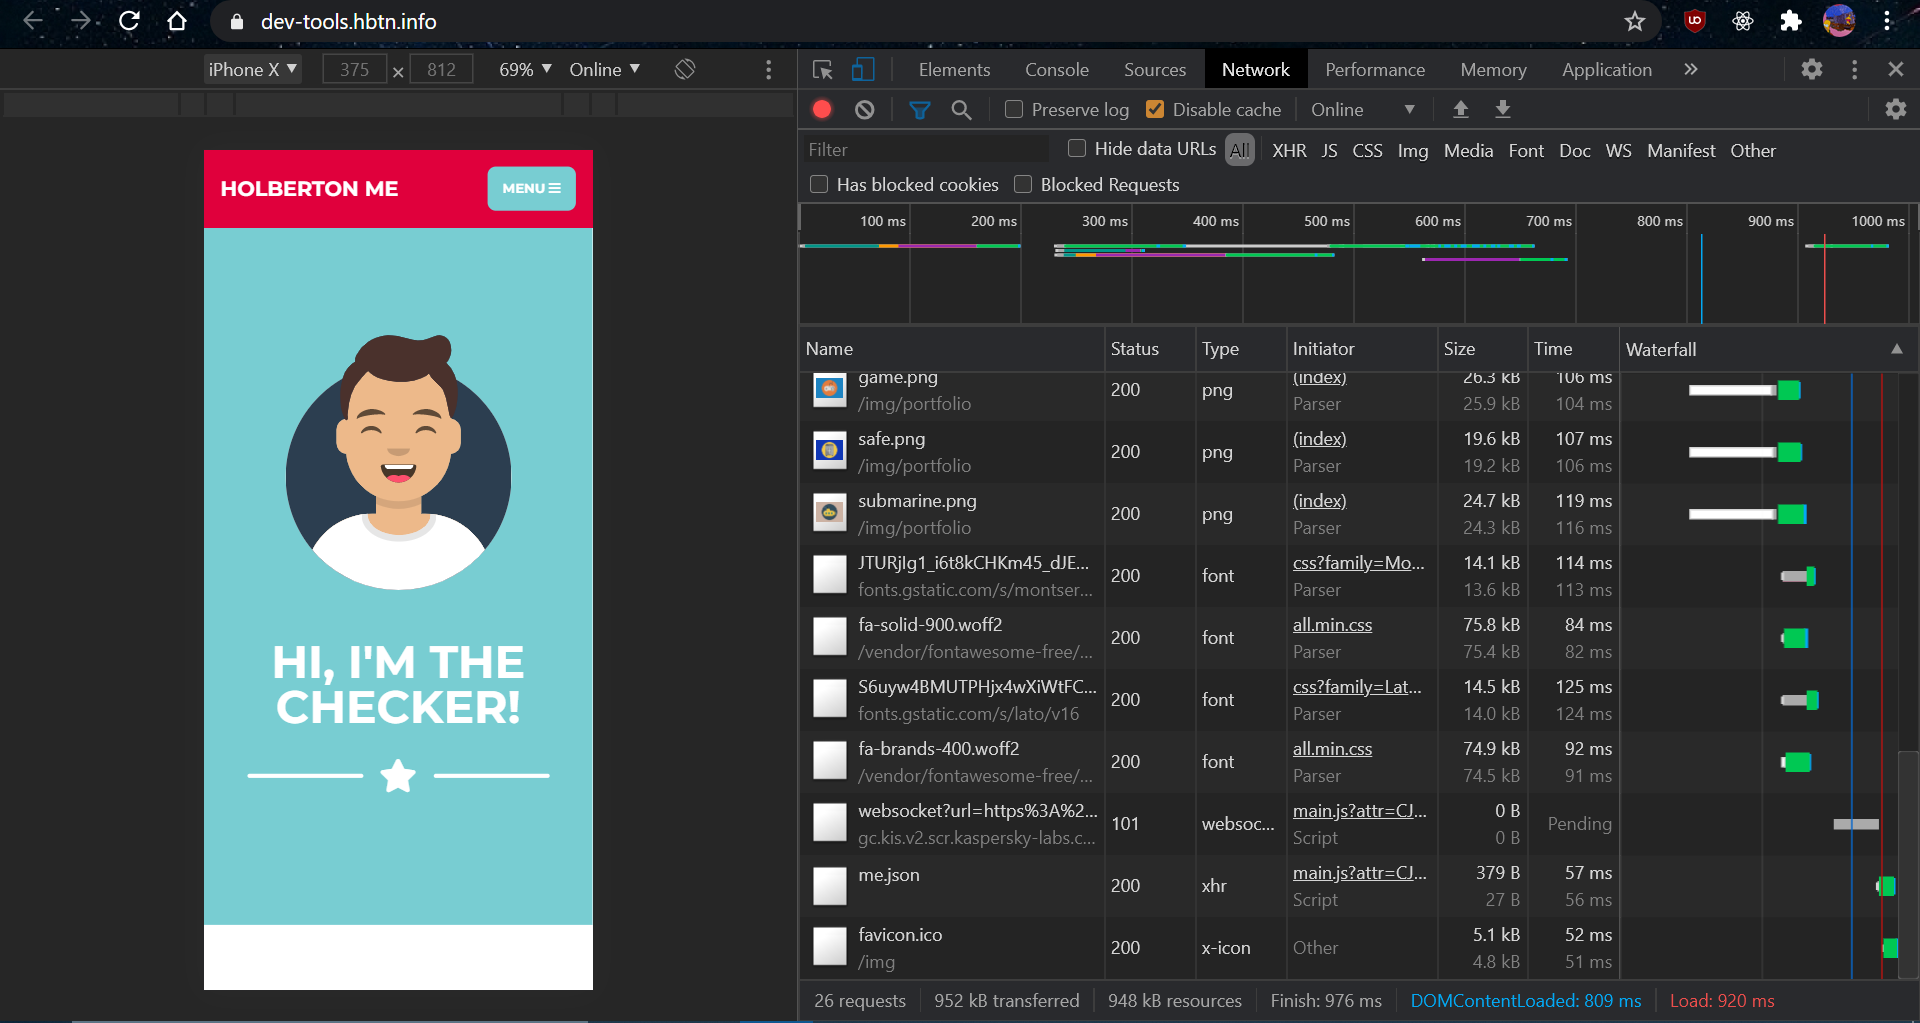 dev-tools.hbtn.info
iPhone X ▼ 375 × 812 69% ▼ Online ▼
Elements Console Sources Network Performance Memory Application »
Preserve log Disable cache Online ▼
Filter Hide data URLs All XHR JS CSS Img Media Font Doc WS Manifest Other
Has blocked cookies Blocked Requests
100 ms 200 ms 300 ms 400 ms 500 ms 600 ms 700 ms 800 ms 900 ms 1000 ms
HOLBERTON ME
MENU
HI, I'M THE
CHECKER!
Name Status Type Initiator Size Time Waterfall
game.png 200 png (index) 26.3 kB 106 ms
/img/portfolio Parser 25.9 kB 104 ms
safe.png 200 png (index) 19.6 kB 107 ms
/img/portfolio Parser 19.2 kB 106 ms
submarine.png 200 png (index) 24.7 kB 119 ms
/img/portfolio Parser 24.3 kB 116 ms
JTURjIg1_i6t8kCHKm45_dJE... 200 font css?family=Mo... 14.1 kB 114 ms
fonts.gstatic.com/s/montser... Parser 13.6 kB 113 ms
fa-solid-900.woff2 200 font all.min.css 75.8 kB 84 ms
/vendor/fontawesome-free/... Parser 75.4 kB 82 ms
S6uyw4BMUTPHjx4wXiWtFC... 200 font css?family=Lat... 14.5 kB 125 ms
fonts.gstatic.com/s/lato/v16 Parser 14.0 kB 124 ms
fa-brands-400.woff2 200 font all.min.css 74.9 kB 92 ms
/vendor/fontawesome-free/... Parser 74.5 kB 91 ms
websocket?url=https%3A%2... 101 websoc... main.js?attr=CJ... 0 B Pending
gc.kis.v2.scr.kaspersky-labs.c... Script 0 B
me.json 200 xhr main.js?attr=CJ... 379 B 57 ms
Script 27 B 56 ms
favicon.ico 200 x-icon Other 5.1 kB 52 ms
/img 4.8 kB 51 ms
26 requests 952 kB transferred 948 kB resources Finish: 976 ms DOMContentLoaded: 809 ms Load: 920 ms